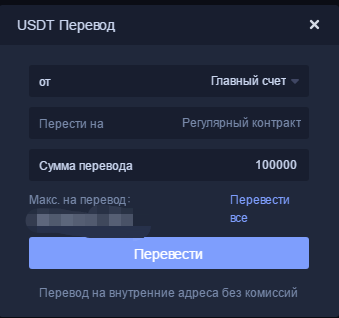 USDT Перевод
от Главный счет
Перести на Регулярный контракт
Сумма перевода 100000
Макс. на перевод: Перевести
все
Перевести
Перевод на внутренние адреса без комиссий